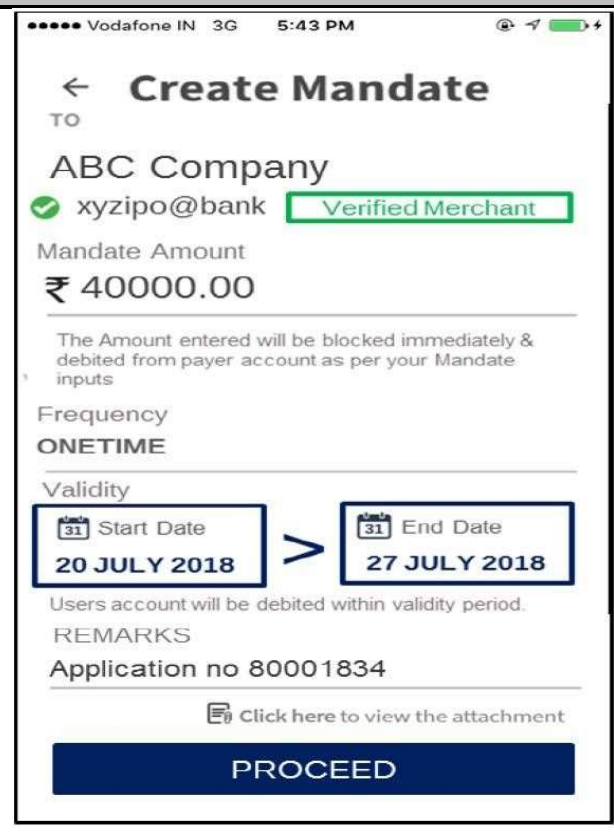 Vodafone IN 3G 5:43 PM
Create Mandate
TO
ABC Company
xyzipo@bank Verified Merchant
Mandate Amount
₹ 40000.00
The Amount entered will be blocked immediately &
debited from payer account as per your Mandate
inputs
Frequency
ONETIME
Validity
31 Start Date > 31 End Date
20 JULY 2018 27 JULY 2018
Users account will be debited within validity period.
REMARKS
Application no 80001834
Click here to view the attachment
PROCEED